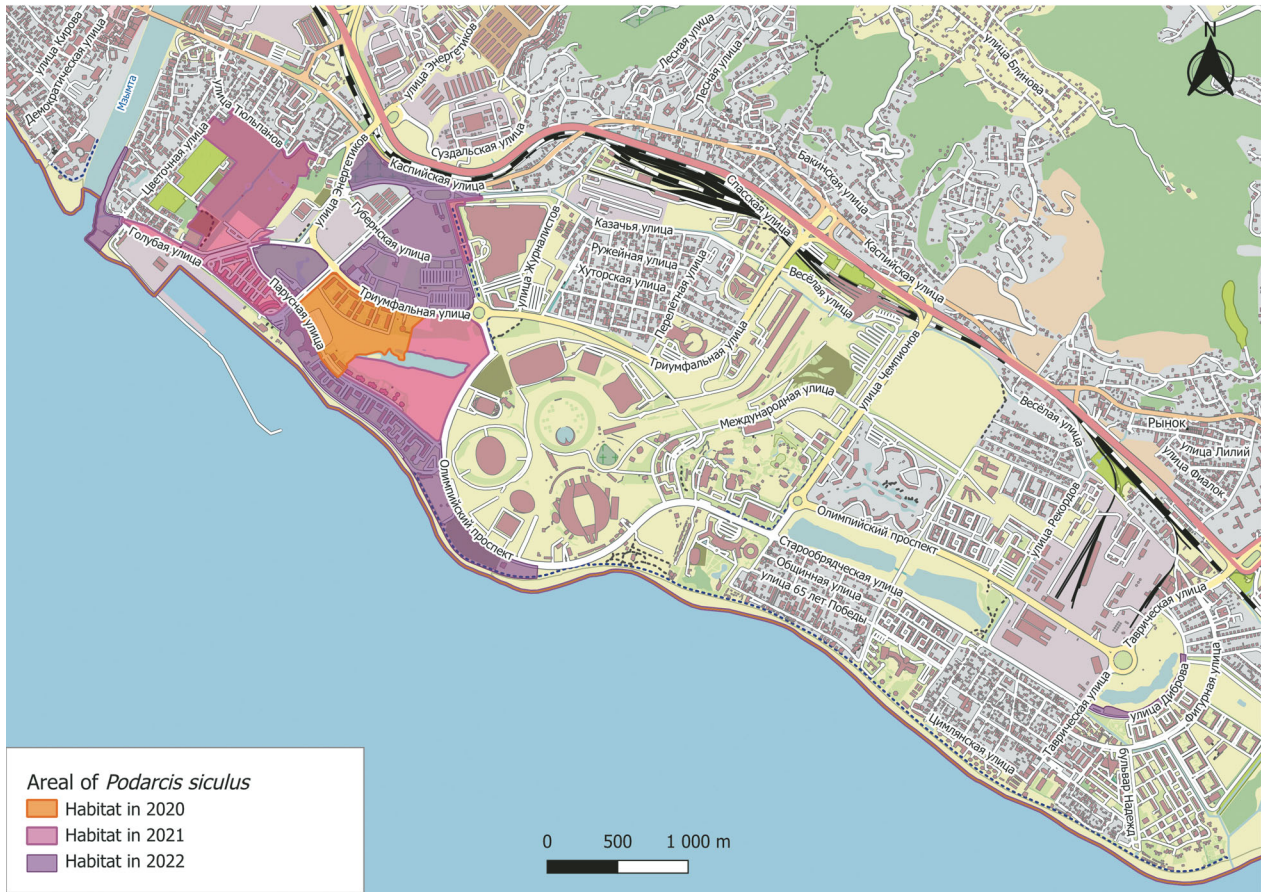 N
улица Кирова
Демократическая улица
Мзымта
улица Тюльпанов
Цветочная улица
Голубая улица
улица Энергетиков
улица Энергетиков
Суздальская улица
Каспийская улица
Губернская улица
Парусная улица
Триумфальная улица
улица Журналистов
Казачья улица
Ружейная улица
Хуторская улица
Перелётная улица
Триумфальная улица
Лесная улица
Лесная улица
улица Блинова
Бакинская улица
Спасская улица
Каспийская улица
Весёлая улица
улица Чемпионов
Международная улица
Олимпийский проспект
Олимпийский проспект
Старообрядческая улица
Общинная улица
улица 65 лет Победы
Цимлянская улица
Весёлая улица
Рынок
улица Лилий
улица Фиалок
улица Рекордов
Таврическая улица
Таврическая улица
улица Диброва
Фигурная улица
бульвар Надежд
Areal of Podarcis siculus
Habitat in 2020
Habitat in 2021
Habitat in 2022
0 500 1 000 m